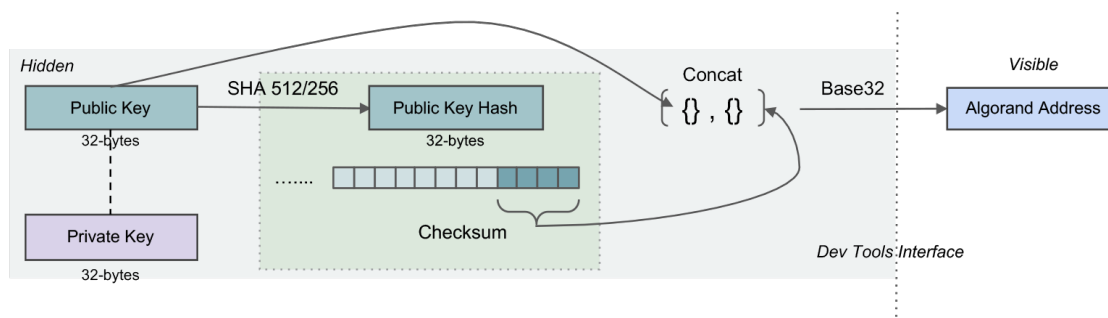 Hidden
Public Key
32-bytes
SHA 512/256
Public Key Hash
32-bytes
Concat
{} , {}
Base32
Visible
Algorand Address
.......
Checksum
Private Key
32-bytes
Dev Tools Interface